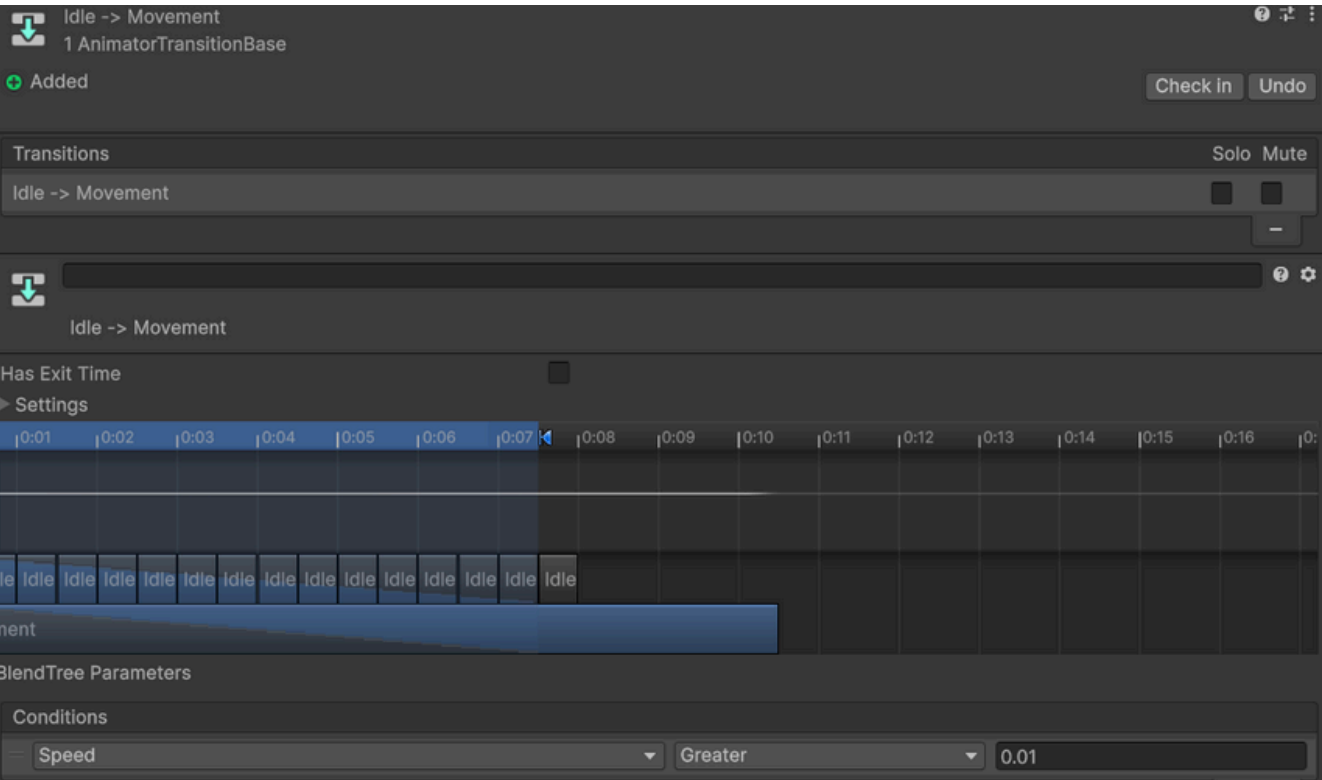 Idle -> Movement
1 AnimatorTransitionBase
Added
Check in Undo
Transitions Solo Mute
Idle -> Movement
Idle -> Movement
Has Exit Time
Settings
0:01 0:02 0:03 0:04 0:05 0:06 0:07 0:08 0:09 0:10 0:11 0:12 0:13 0:14 0:15 0:16 0:
le Idle Idle Idle Idle Idle Idle Idle Idle Idle Idle Idle Idle Idle Idle
ment
BlendTree Parameters
Conditions
Speed Greater 0.01